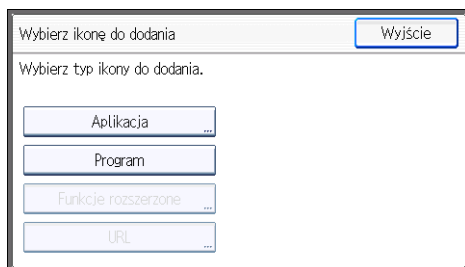 Wybierz ikonę do dodania
Wyjście
Wybierz typ ikony do dodania.
Aplikacja ...
Program
Funkcje rozszerzone ...
URL ...